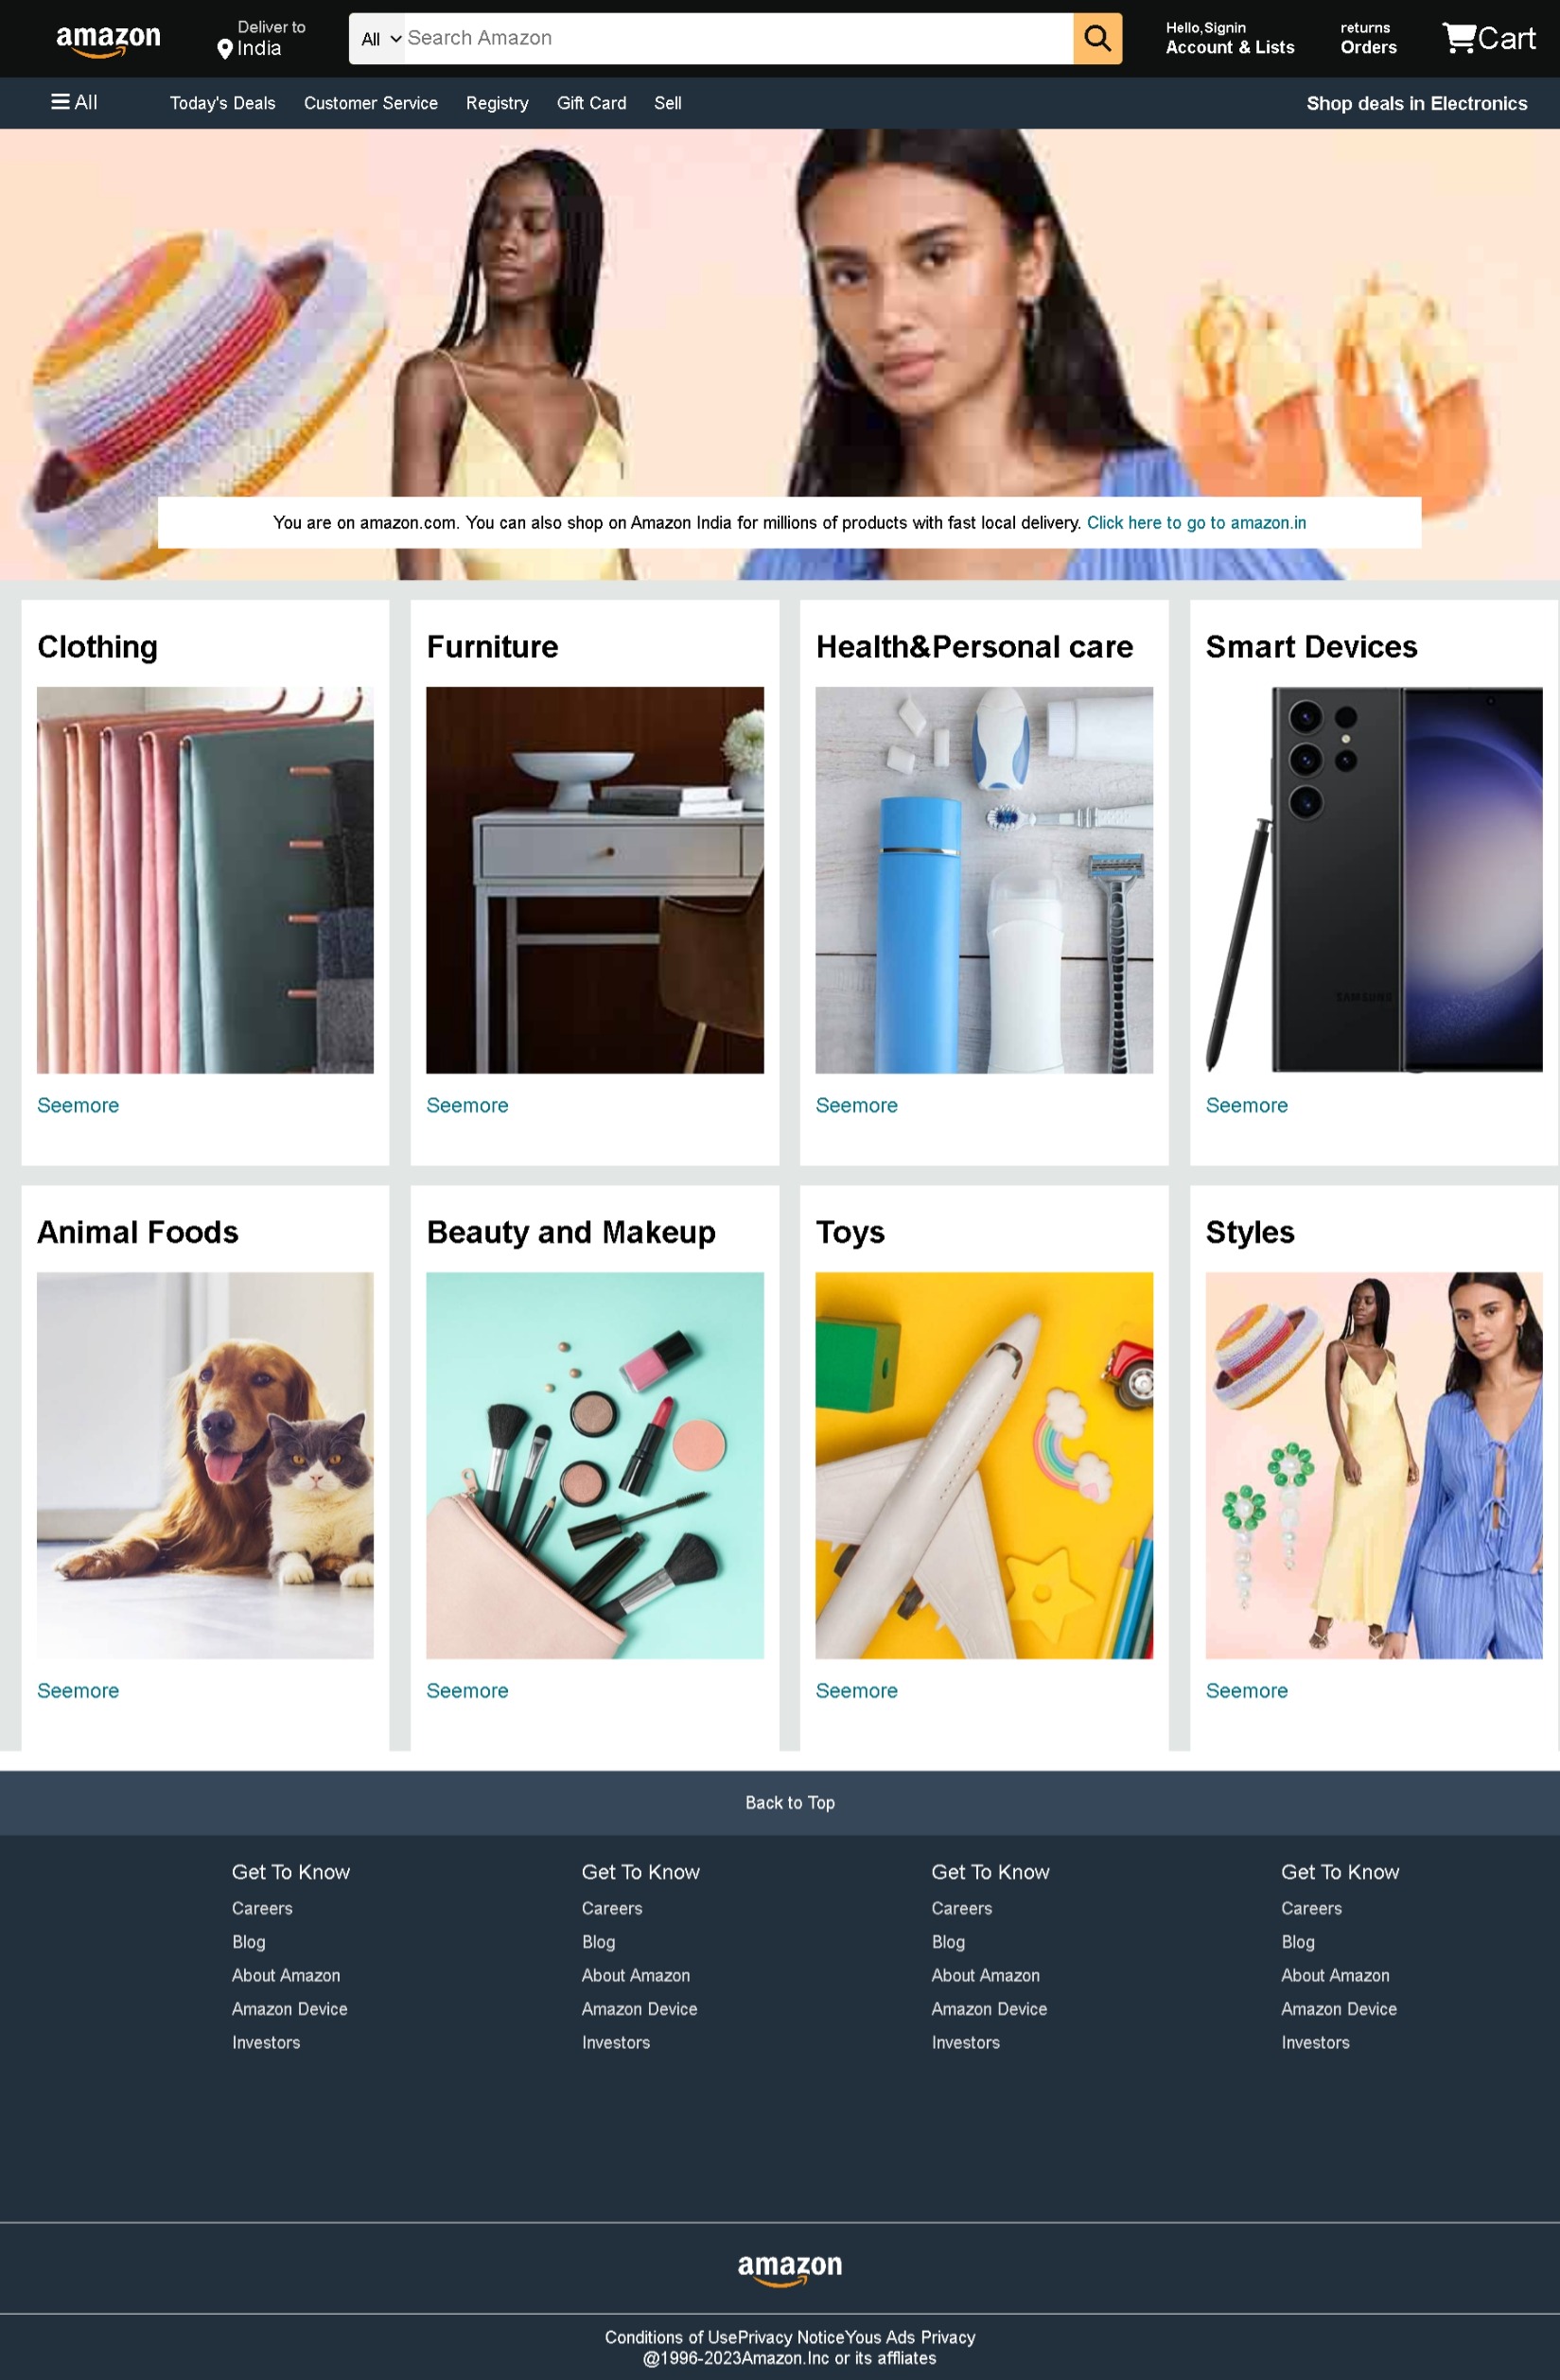 amazon
Deliver to
India
All
Search Amazon
Hello,Signin
Account & Lists
returns
Orders
Cart
All
Today's Deals
Customer Service
Registry
Gift Card
Sell
Shop deals in Electronics
You are on amazon.com. You can also shop on Amazon India for millions of products with fast local delivery. Click here to go to amazon.in
Clothing
Furniture
Health&Personal care
Smart Devices
SAMSUNG
Seemore
Seemore
Seemore
Seemore
Animal Foods
Beauty and Makeup
Toys
Styles
Seemore
Seemore
Seemore
Seemore
Back to Top
Get To Know
Careers
Blog
About Amazon
Amazon Device
Investors
Get To Know
Careers
Blog
About Amazon
Amazon Device
Investors
Get To Know
Careers
Blog
About Amazon
Amazon Device
Investors
Get To Know
Careers
Blog
About Amazon
Amazon Device
Investors
amazon
Conditions of UsePrivacy NoticeYous Ads Privacy
@1996-2023Amazon.Inc or its affliates